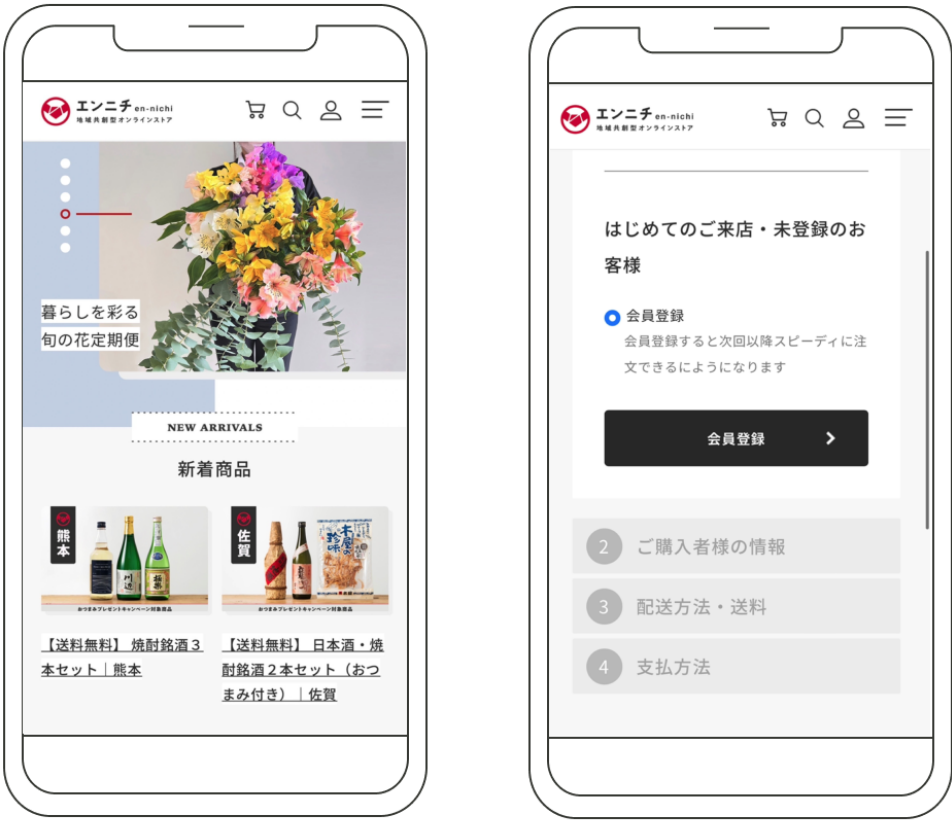 エンニチ en-nichi
地域共創型オンラインストア
暮らしを彩る
旬の花定期便
NEW ARRIVALS
新着商品
熊本
川辺
極楽
おつまみプレゼントキャンペーン対象商品
【送料無料】 焼酎銘酒3
本セット｜熊本
佐賀
木屋の
珍味
おつまみプレゼントキャンペーン対象商品
【送料無料】 日本酒・焼
酎銘酒2本セット（おつ
まみ付き）｜佐賀
エンニチ en-nichi
地域共創型オンラインストア
はじめてのご来店・未登録のお
客様
会員登録
会員登録すると次回以降スピーディに注
文できるにようになります
会員登録
2 ご購入者様の情報
3 配送方法・送料
4 支払方法